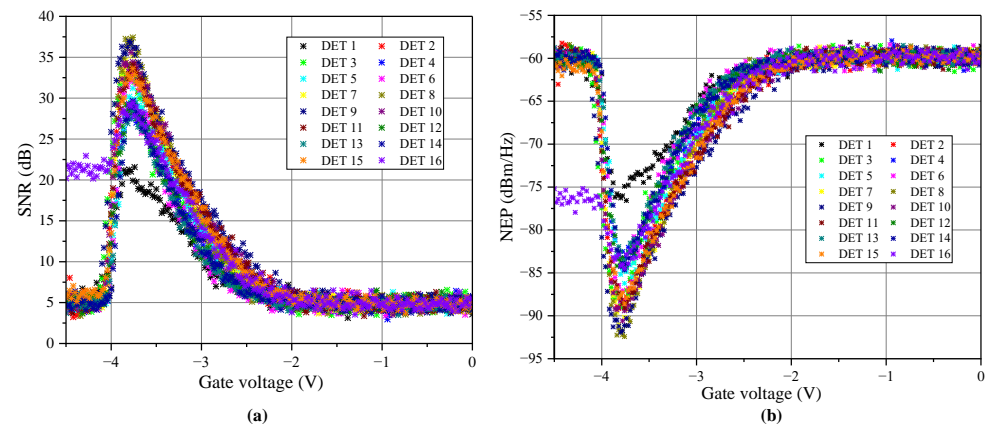 40
35
30
25
20
15
10
5
0
SNR (dB)
−4
−3
−2
−1
0
Gate voltage (V)
DET 1
DET 2
DET 3
DET 4
DET 5
DET 6
DET 7
DET 8
DET 9
DET 10
DET 11
DET 12
DET 13
DET 14
DET 15
DET 16
(a)
−55
−60
−65
−70
−75
−80
−85
−90
−95
NEP (dBm/Hz)
−4
−3
−2
−1
0
Gate voltage (V)
DET 1
DET 2
DET 3
DET 4
DET 5
DET 6
DET 7
DET 8
DET 9
DET 10
DET 11
DET 12
DET 13
DET 14
DET 15
DET 16
(b)